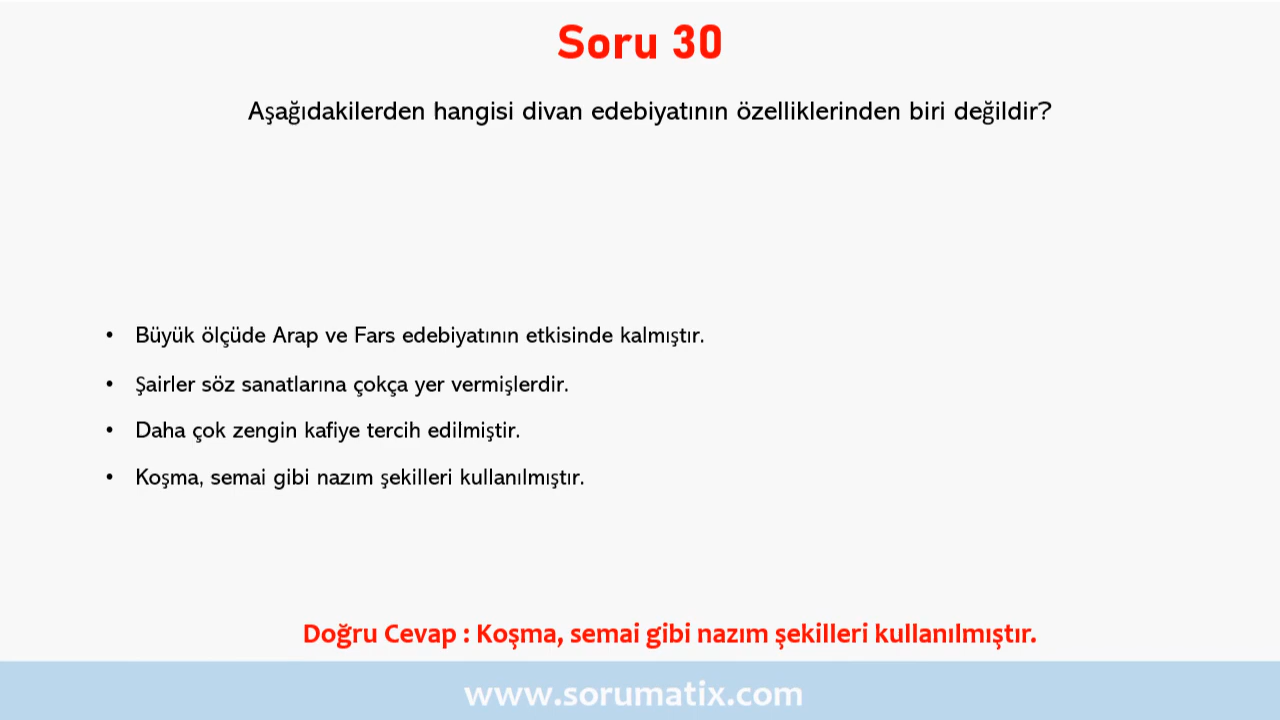 Soru 30
Aşağıdakilerden hangisi divan edebiyatının özelliklerinden biri değildir?
• Büyük ölçüde Arap ve Fars edebiyatının etkisinde kalmıştır.
• Şairler söz sanatlarına çokça yer vermişlerdir.
• Daha çok zengin kafiye tercih edilmiştir.
• Koşma, semai gibi nazım şekilleri kullanılmıştır.
Doğru Cevap : Koşma, semai gibi nazım şekilleri kullanılmıştır.
www.sorumatix.com